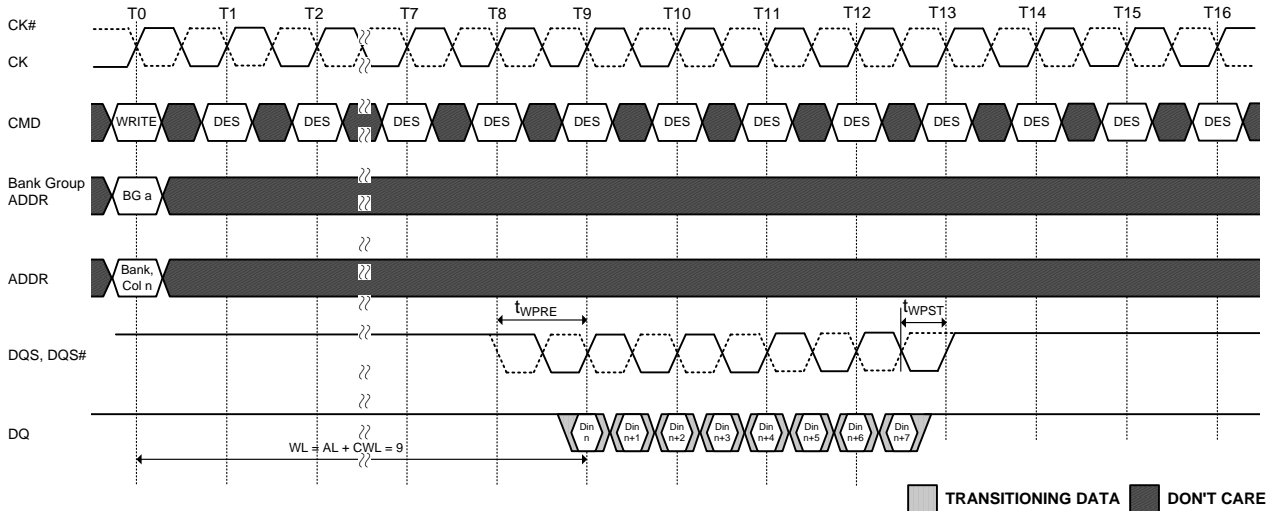 T0 T1 T2 T7 T8 T9 T10 T11 T12 T13 T14 T15 T16
CK#
CK
CMD
WRITE DES DES DES DES DES DES DES DES DES DES DES DES
Bank Group
ADDR
BG a
ADDR
Bank,
Col n
tWPRE
tWPST
DQS, DQS#
DQ
Din
n
Din
n+1
Din
n+2
Din
n+3
Din
n+4
Din
n+5
Din
n+6
Din
n+7
WL = AL + CWL = 9
TRANSITIONING DATA
DON'T CARE